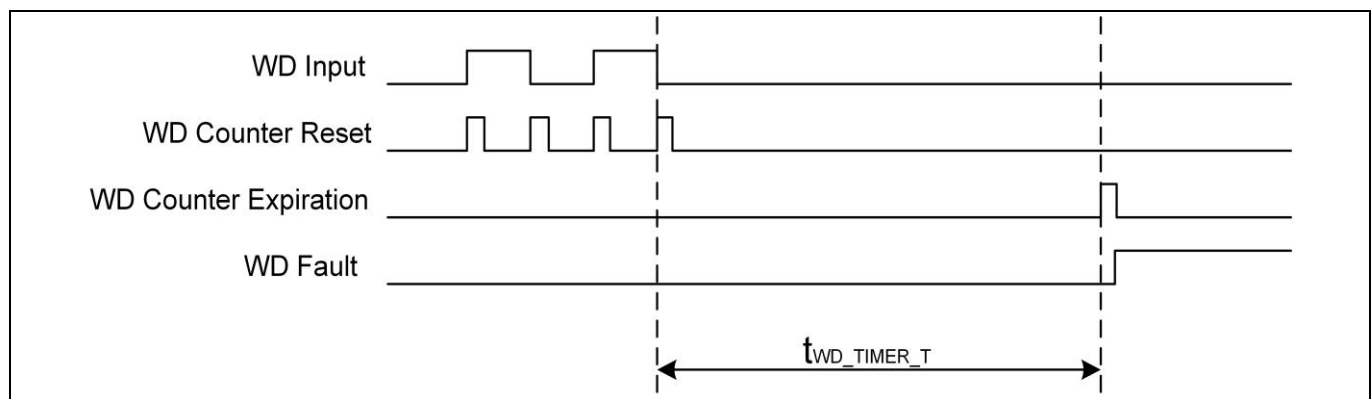 WD Input
WD Counter Reset
WD Counter Expiration
WD Fault
tWD_TIMER_T